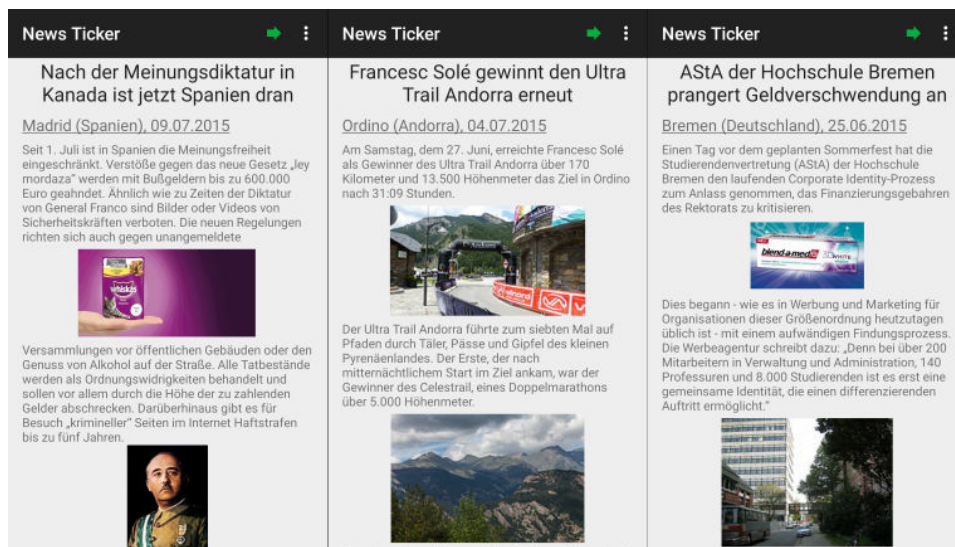 News Ticker
Nach der Meinungsdiktatur in
Kanada ist jetzt Spanien dran
Madrid (Spanien), 09.07.2015
Seit 1. Juli ist in Spanien die Meinungsfreiheit
eingeschränkt. Verstöße gegen das neue Gesetz „ley
mordaza” werden mit Bußgeldern bis zu 600.000
Euro geahndet. Ähnlich wie zu Zeiten der Diktatur
von General Franco sind Bilder oder Videos von
Sicherheitskräften verboten. Die neuen Regelungen
richten sich auch gegen unangemeldete
whiskas
Versammlungen vor öffentlichen Gebäuden oder den
Genuss von Alkohol auf der Straße. Alle Tatbestände
werden als Ordnungswidrigkeiten behandelt und
sollen vor allem durch die Höhe der zu zahlenden
Gelder abschrecken. Darüberhinaus gibt es für
Besuch „krimineller” Seiten im Internet Haftstrafen
bis zu fünf Jahren.
News Ticker
Francesc Solé gewinnt den Ultra
Trail Andorra erneut
Ordino (Andorra), 04.07.2015
Am Samstag, dem 27. Juni, erreichte Francesc Solé
als Gewinner des Ultra Trail Andorra über 170
Kilometer und 13.500 Höhenmeter das Ziel in Ordino
nach 31:09 Stunden.
Andorra
Der Ultra Trail Andorra führte zum siebten Mal auf
Pfaden durch Täler, Pässe und Gipfel des kleinen
Pyrenäenlandes. Der Erste, der nach
mitternächtlichem Start im Ziel ankam, war der
Gewinner des Celestrail, eines Doppelmarathons
über 5.000 Höhenmeter.
News Ticker
AStA der Hochschule Bremen
prangert Geldverschwendung an
Bremen (Deutschland), 25.06.2015
Einen Tag vor dem geplanten Sommerfest hat die
Studierendenvertretung (AStA) der Hochschule
Bremen den laufenden Corporate Identity-Prozess
zum Anlass genommen, das Finanzierungsgebahren
des Rektorats zu kritisieren.
blend-a-med 3D WHITE
Dies begann - wie es in Werbung und Marketing für
Organisationen dieser Größenordnung heutzutagen
üblich ist - mit einem aufwändigen Findungsprozess.
Die Werbeagentur schreibt dazu: „Denn bei über 200
Mitarbeitern in Verwaltung und Administration, 140
Professuren und 8.000 Studierenden ist es erst eine
gemeinsame Identität, die einen differenzierenden
Auftritt ermöglicht.”